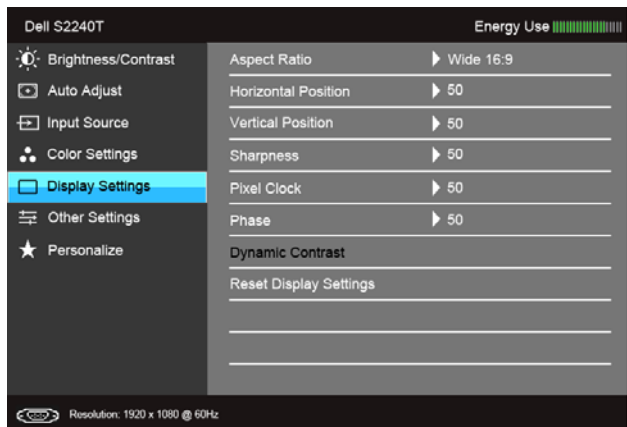 Dell S2240T Energy Use
Brightness/Contrast
Auto Adjust
Input Source
Color Settings
Display Settings
Other Settings
Personalize
Aspect Ratio Wide 16:9
Horizontal Position 50
Vertical Position 50
Sharpness 50
Pixel Clock 50
Phase 50
Dynamic Contrast
Reset Display Settings
Resolution: 1920 x 1080 @ 60Hz